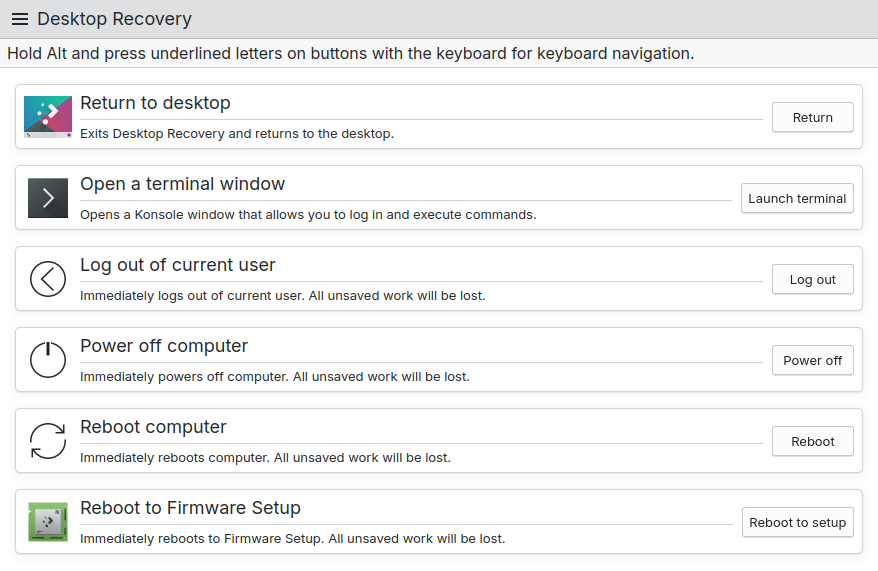 Desktop Recovery
Hold Alt and press underlined letters on buttons with the keyboard for keyboard navigation.
Return to desktop
Exits Desktop Recovery and returns to the desktop.
Return
Open a terminal window
Opens a Konsole window that allows you to log in and execute commands.
Launch terminal
Log out of current user
Immediately logs out of current user. All unsaved work will be lost.
Log out
Power off computer
Immediately powers off computer. All unsaved work will be lost.
Power off
Reboot computer
Immediately reboots computer. All unsaved work will be lost.
Reboot
Reboot to Firmware Setup
Immediately reboots to Firmware Setup. All unsaved work will be lost.
Reboot to setup